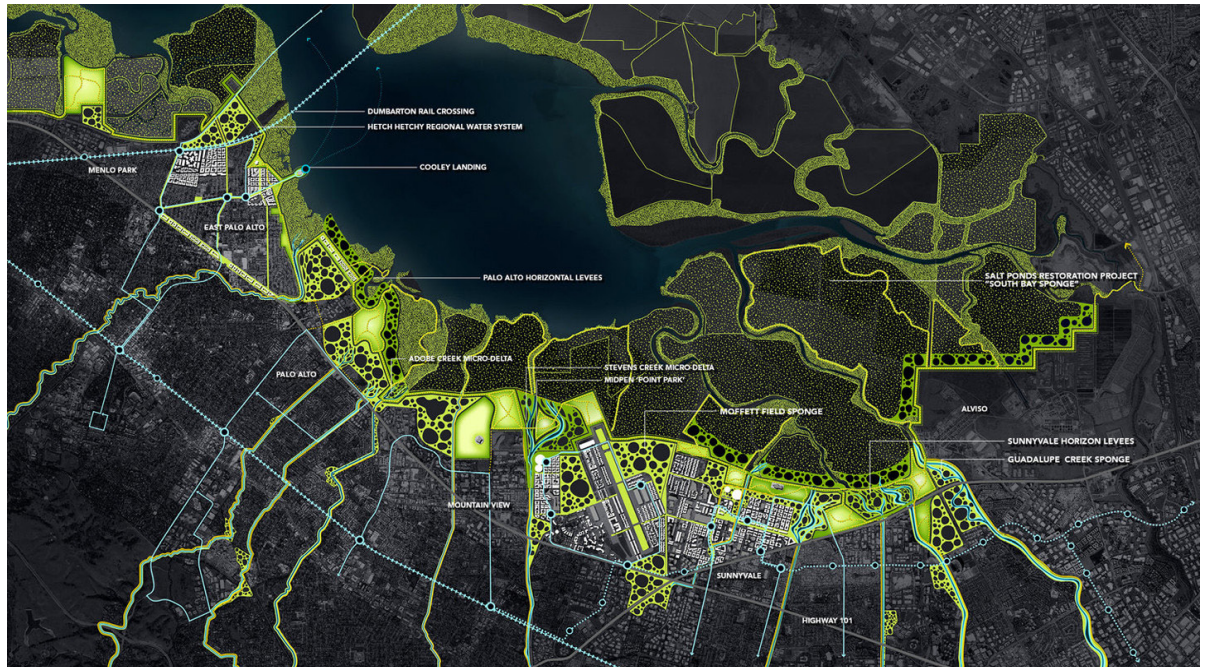 DUMBARTON RAIL CROSSING
HETCH HETCHY REGIONAL WATER SYSTEM
COOLEY LANDING
MENLO PARK
EAST PALO ALTO
PALO ALTO HORIZONTAL LEVEES
SALT PONDS RESTORATION PROJECT
"SOUTH BAY SPONGE"
ADOBE CREEK MICRO-DELTA
STEVENS CREEK MICRO-DELTA
PALO ALTO
MIDPEN 'POINT PARK'
MOFFETT FIELD SPONGE
ALVISO
SUNNYVALE HORIZON LEVEES
GUADALUPE CREEK SPONGE
MOUNTAIN VIEW
SUNNYVALE
HIGHWAY 101